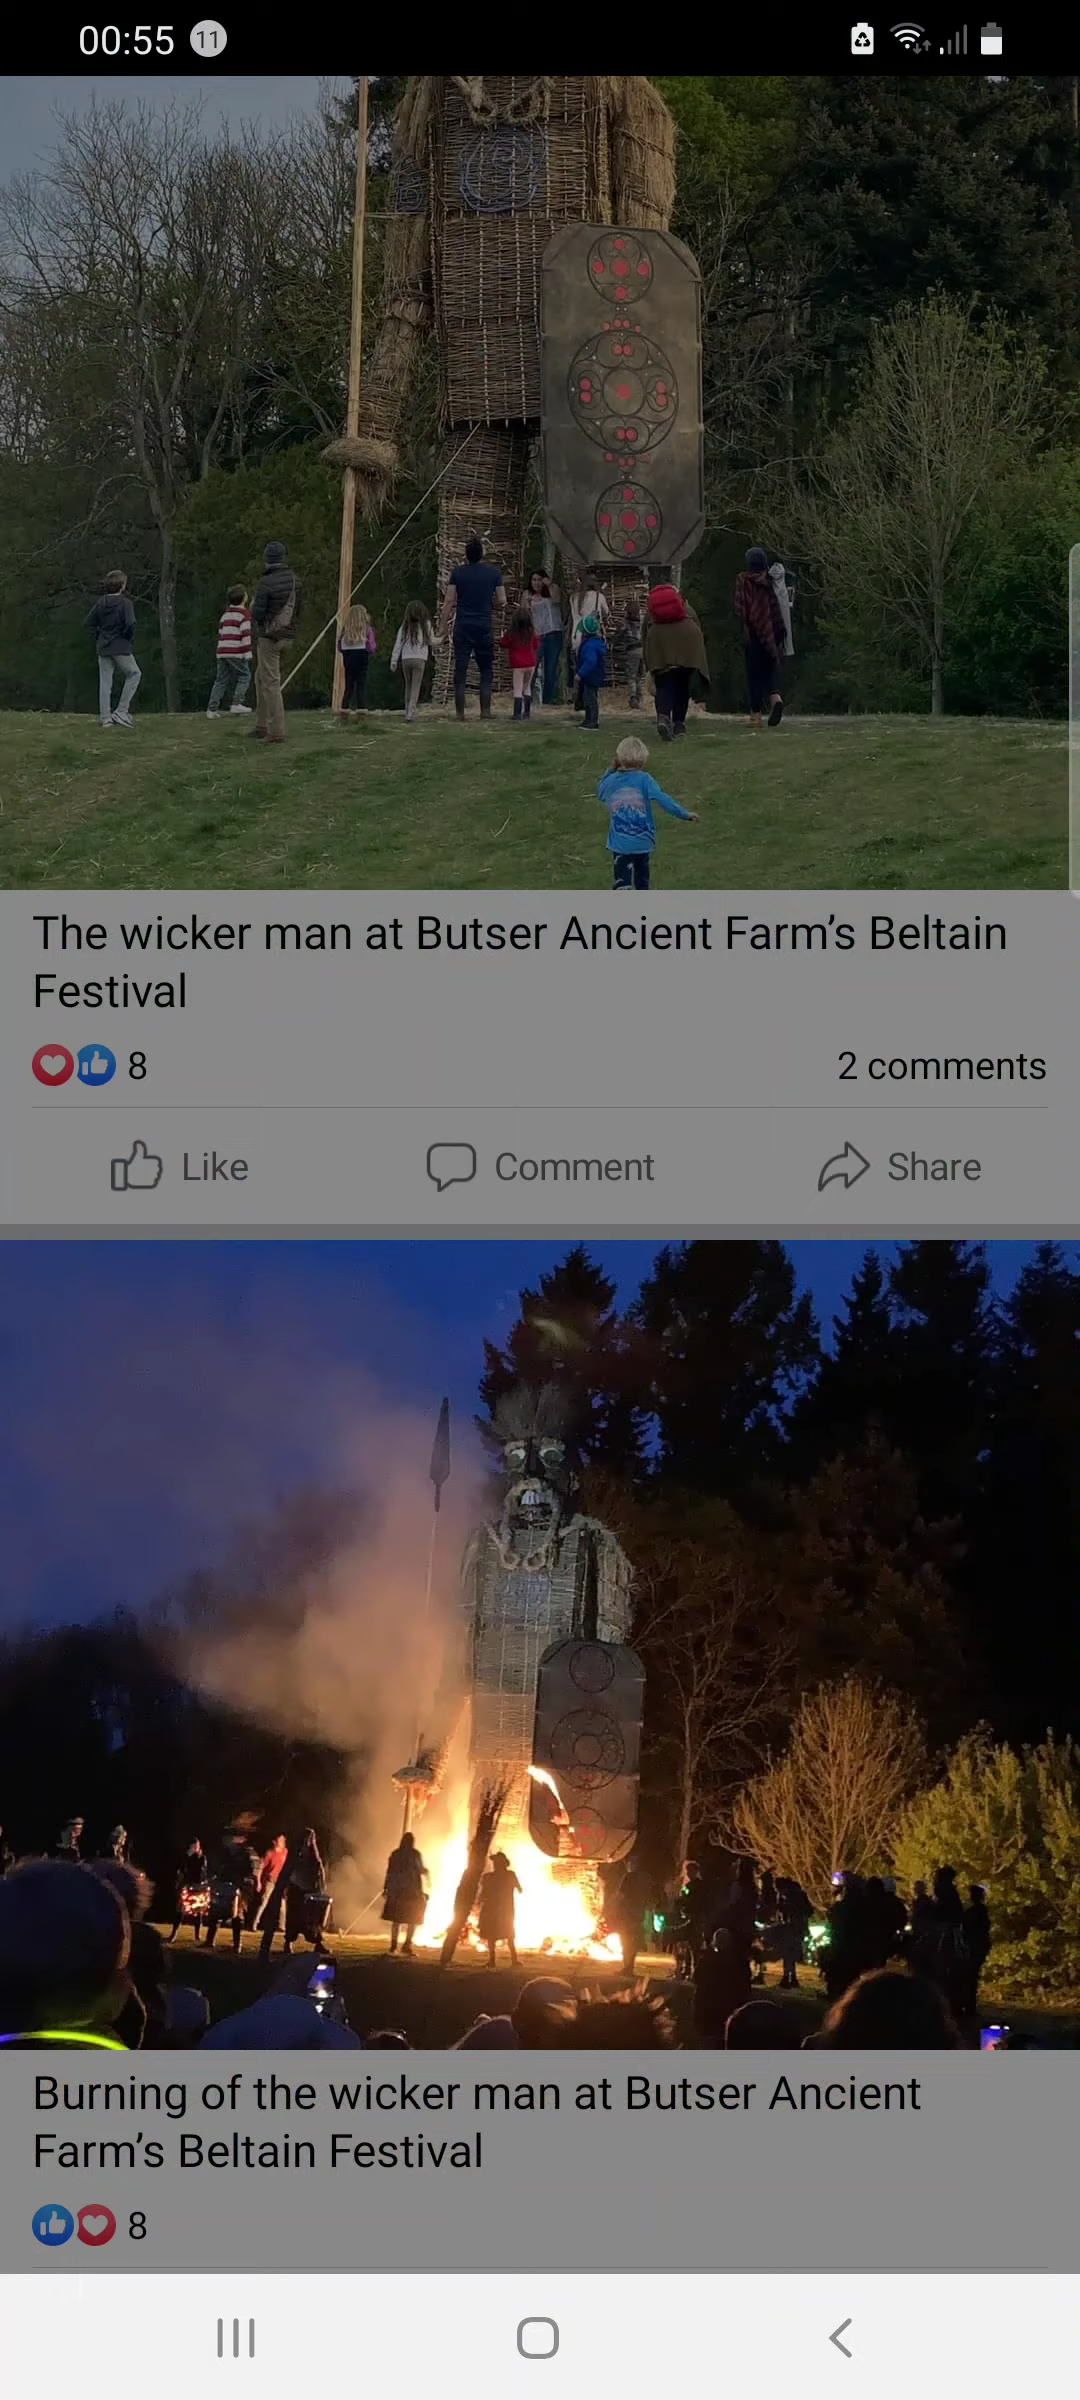 00:55 11
The wicker man at Butser Ancient Farm’s Beltain
Festival
8 2 comments
Like Comment Share
Burning of the wicker man at Butser Ancient
Farm’s Beltain Festival
8